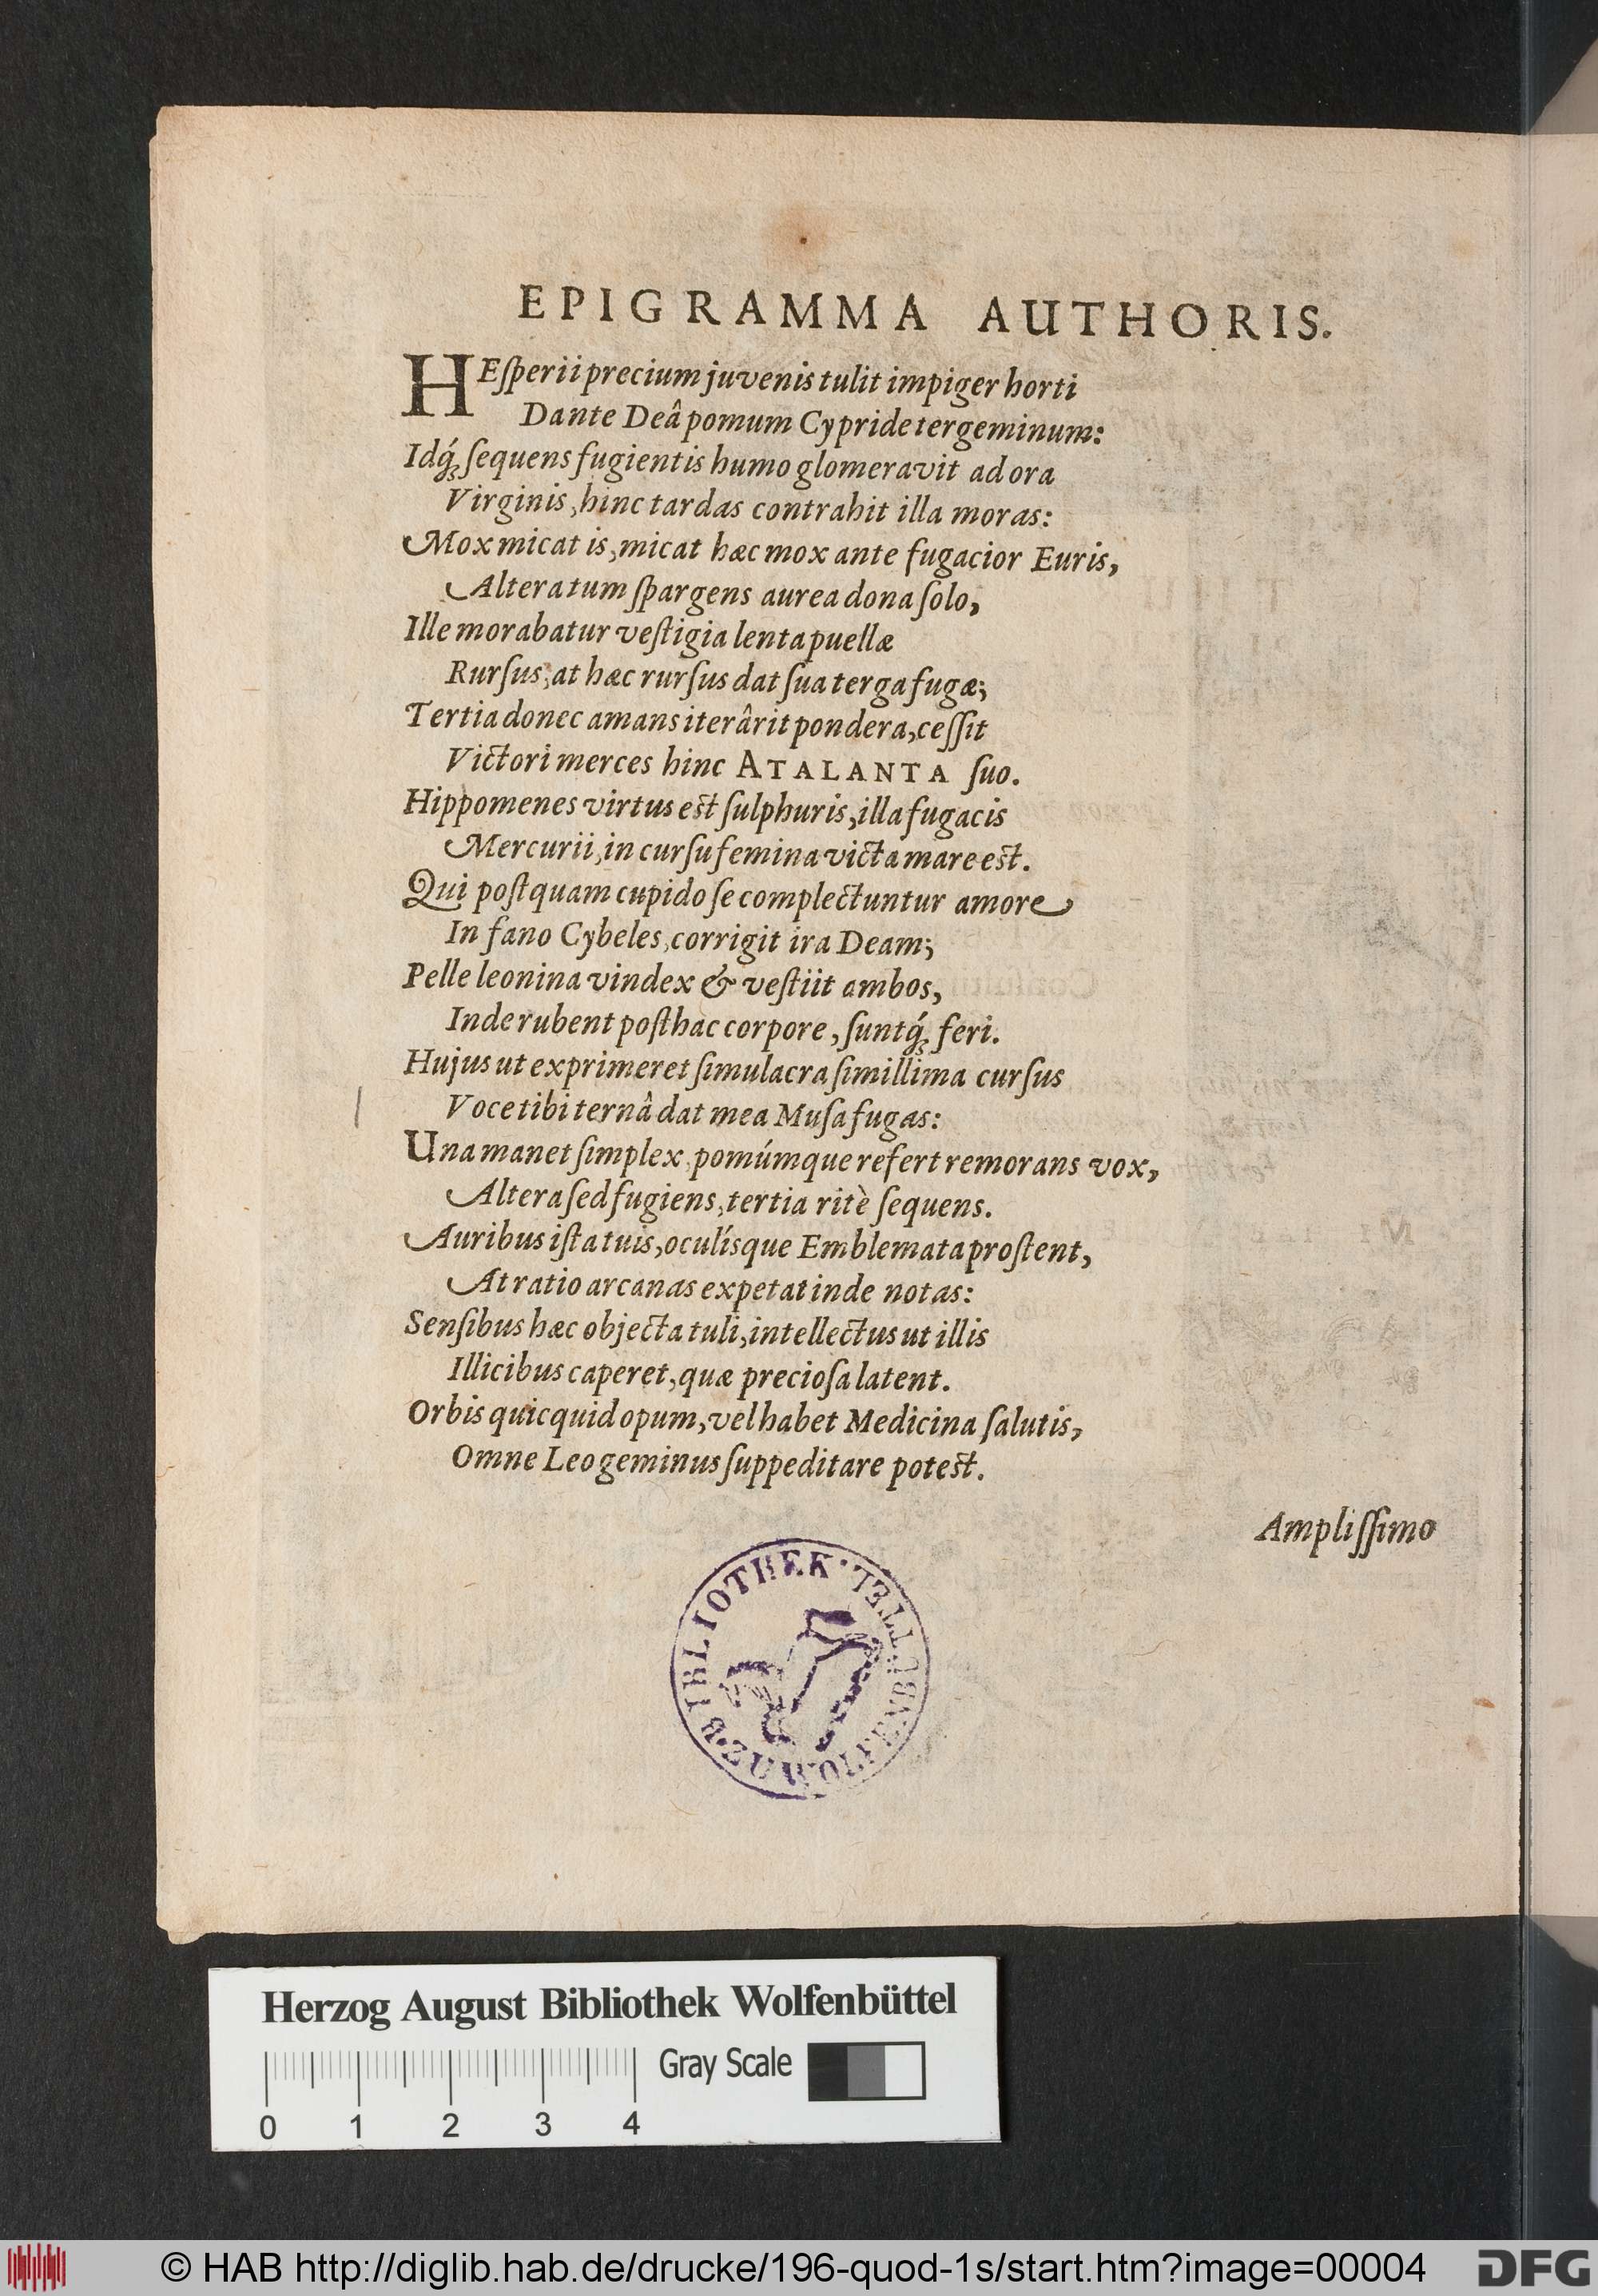 EPIGRAMMA AUTHORIS.
HEſperii precium juvenis tulit impiger horti
Dante Deâ pomum Cypride tergeminum:
Idq́; ſequens fugientis humo glomeravit ad ora
Virginis, hinc tardas contrahit illa moras:
Mox micat is, micat hæc mox ante fugacior Euris,
Altera tum ſpargens aurea dona ſolo,
Ille morabatur veſtigia lenta puellæ
Rurſus, at hæc rurſus dat ſua terga fugæ;
Tertia donec amans iterârit pondera, ceſſit
Victori merces hinc ATALANTA ſuo.
Hippomenes virtus est ſulphuris, illa fugacis
Mercurii, in curſu femina victa mare est.
Qui poſtquam cupido ſe complectuntur amore
In fano Cybeles, corrigit ira Deam;
Pelle leonina vindex & veſtiit ambos,
Inde rubent poſthac corpore, ſuntq́; feri.
Hujus ut exprimeret ſimulacra ſimillima curſus
Voce tibi ternâ dat mea Muſa fugas:
Una manet ſimplex pomúmque refert remorans vox,
Altera ſed fugiens, tertia ritè ſequens.
Auribus iſta tuis, oculísque Emblemata proſtent,
At ratio arcanas expetat inde notas:
Senſibus hæc objecta tuli, intellectus ut illis
Illicibus caperet, quæ precioſa latent.
Orbis quicquid opum, vel habet Medicina ſalutis,
Omne Leo geminus ſuppeditare potest.
Ampliſſimo
BIBLIOTHEK · WOLFENBÜTTEL
Herzog August Bibliothek Wolfenbüttel
Gray Scale
0 1 2 3 4
© HAB http://diglib.hab.de/drucke/196-quod-1s/start.htm?image=00004
DFG